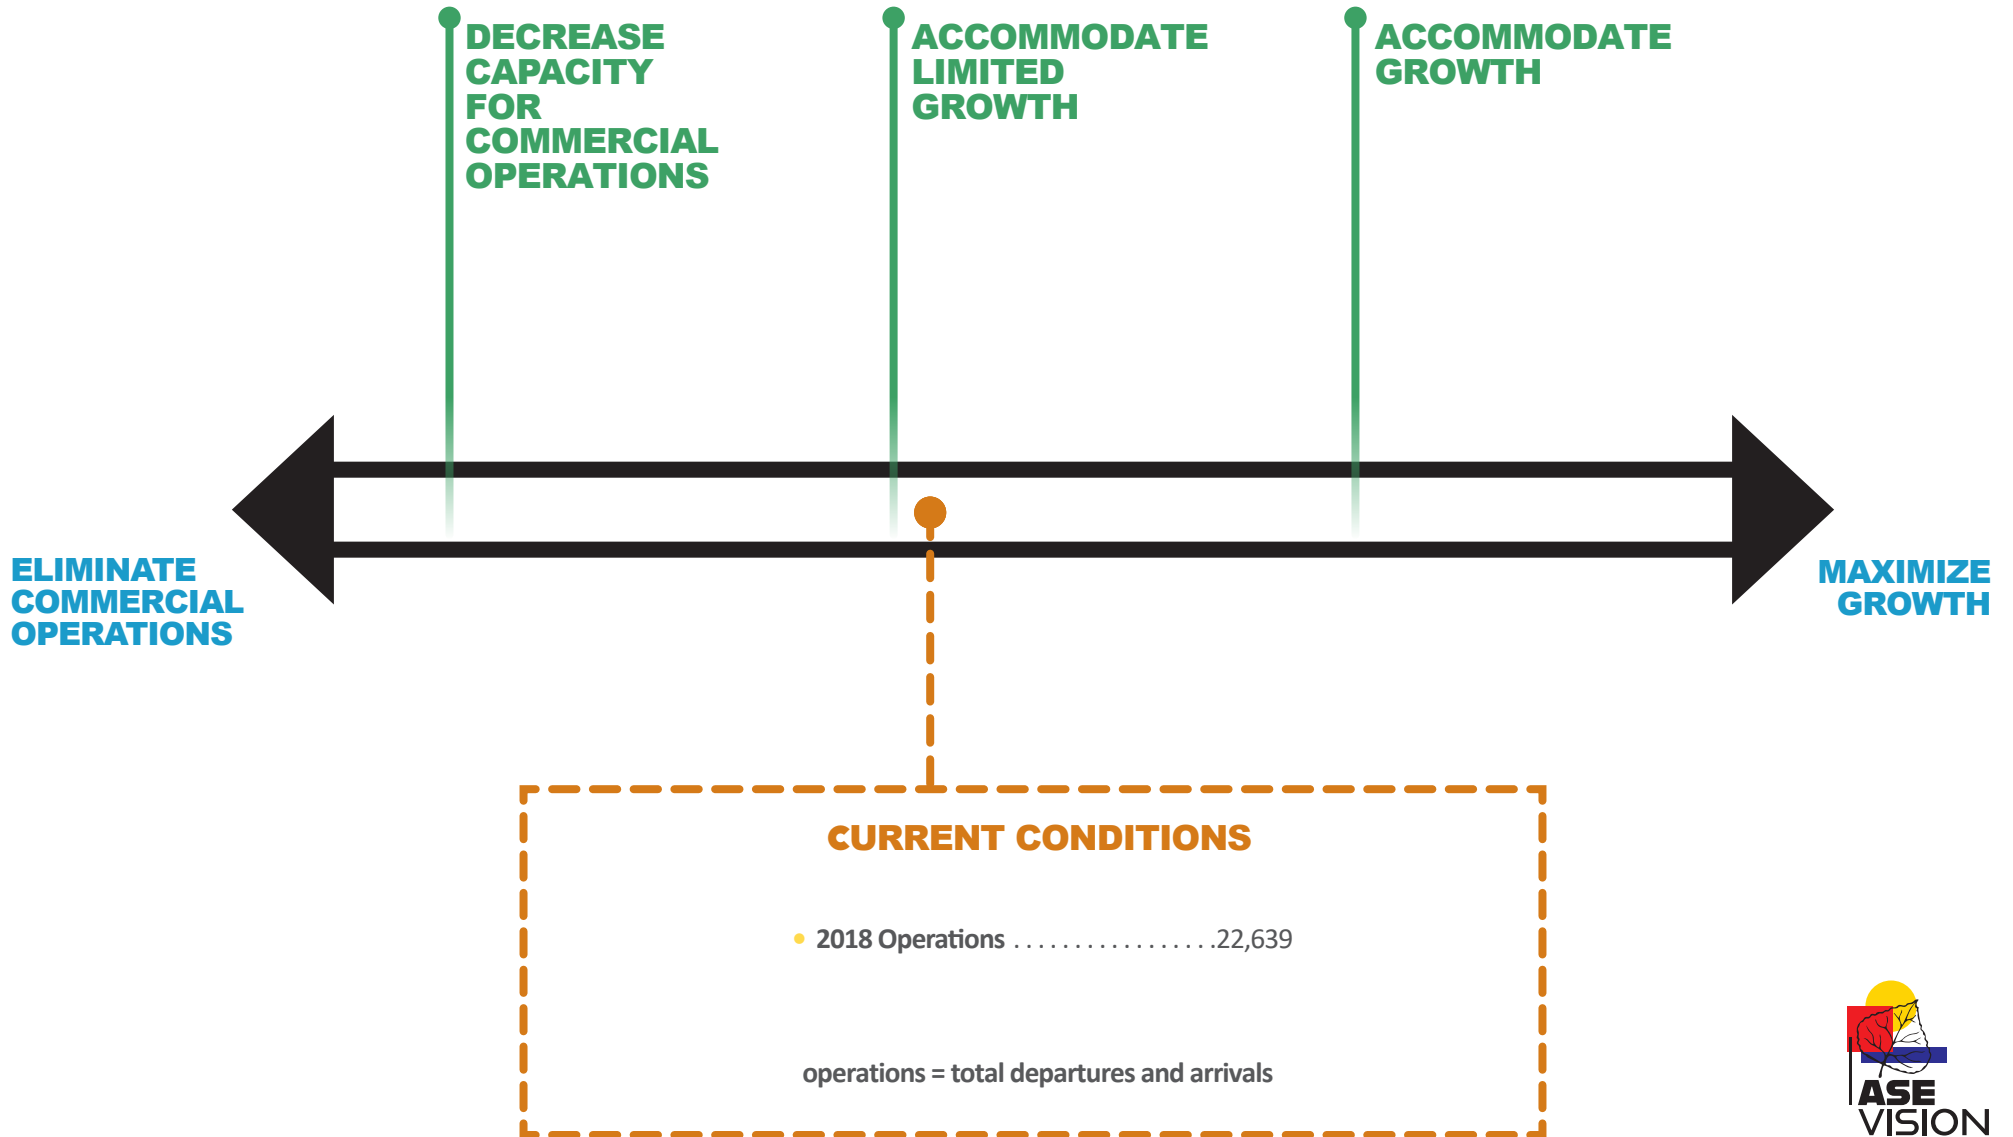 DECREASE
CAPACITY
FOR
COMMERCIAL
OPERATIONS
ACCOMMODATE
LIMITED
GROWTH
ACCOMMODATE
GROWTH
ELIMINATE
COMMERCIAL
OPERATIONS
MAXIMIZE
GROWTH
CURRENT CONDITIONS
• 2018 Operations . . . . . . . . . . . . . . . . .22,639
operations = total departures and arrivals
ASE
VISION